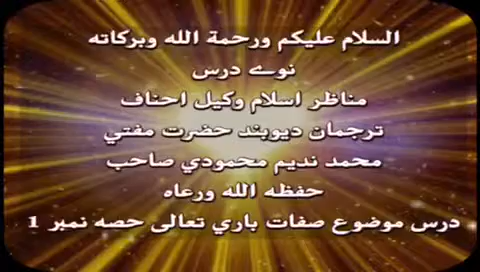 السلام عليكم ورحمة الله وبركاته
نوے درس
مناظر اسلام وكيل احناف
ترجمان ديوبند حضرت مفتي
محمد نديم محمودي صاحب
حفظه الله ورعاه
درس موضوع صفات باري تعالى حصه نمبر 1